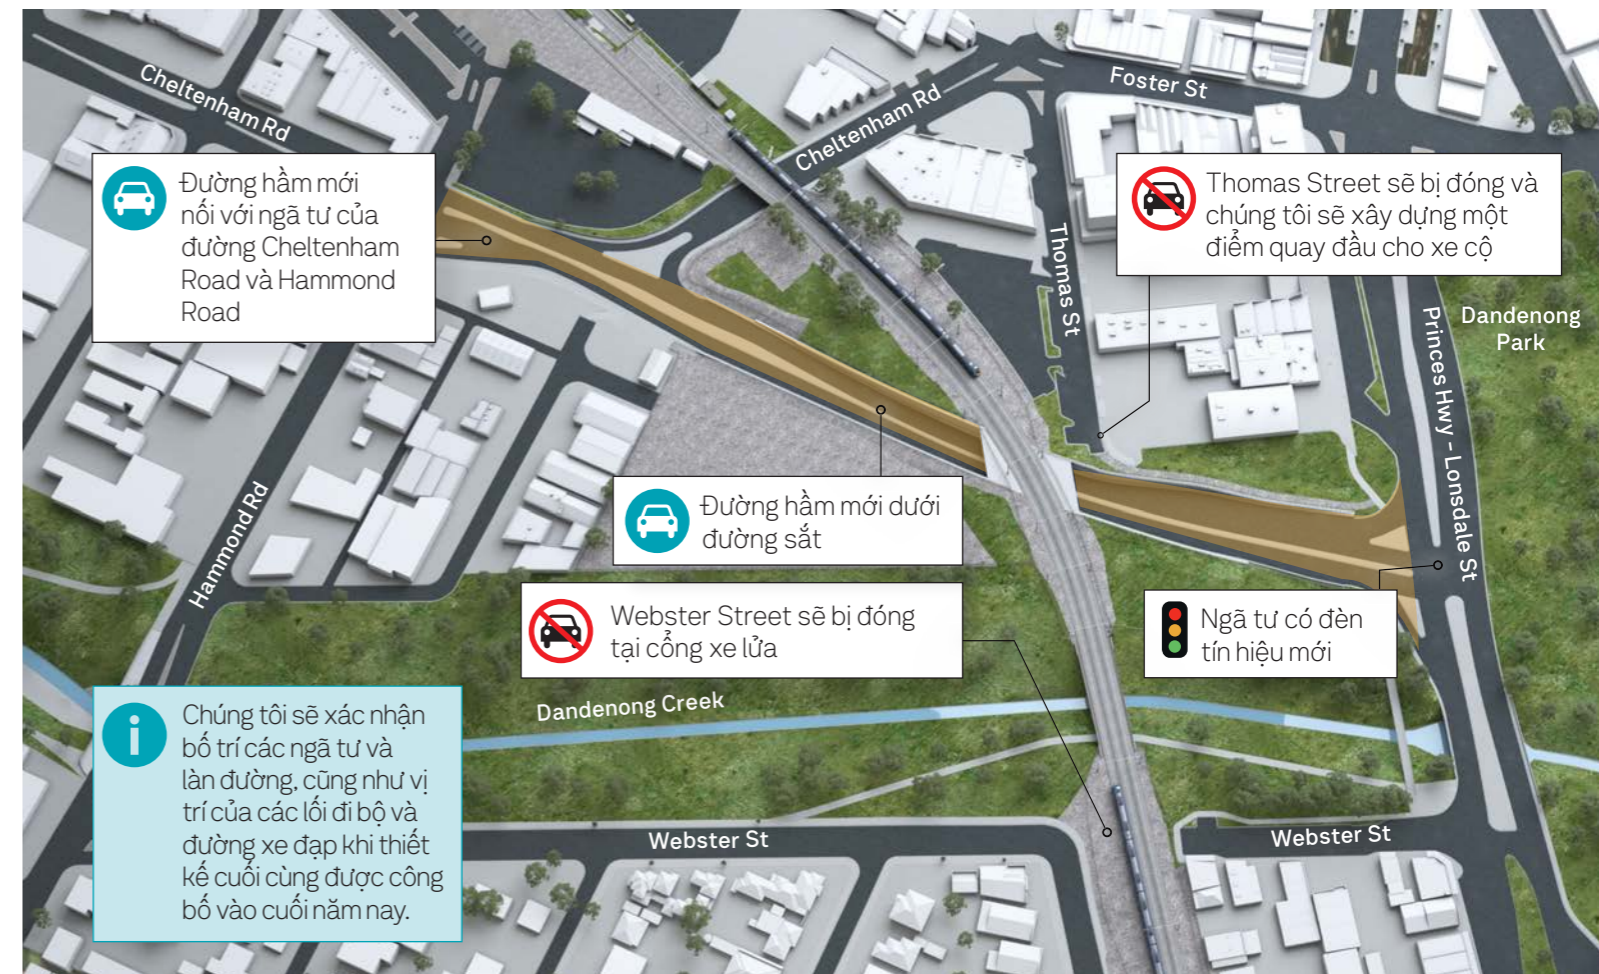 Cheltenham Rd
Foster St
Cheltenham Rd
Đường hầm mới
nối với ngã tư của
đường Cheltenham
Road và Hammond
Road
Thomas Street sẽ bị đóng và
chúng tôi sẽ xây dựng một
điểm quay đầu cho xe cộ
Thomas St
Princes Hwy – Lonsdale St
Dandenong
Park
Hammond Rd
Đường hầm mới dưới
đường sắt
Webster Street sẽ bị đóng
tại cổng xe lửa
Ngã tư có đèn
tín hiệu mới
Dandenong Creek
Chúng tôi sẽ xác nhận
bố trí các ngã tư và
làn đường, cũng như vị
trí của các lối đi bộ và
đường xe đạp khi thiết
kế cuối cùng được công
bố vào cuối năm nay.
Webster St
Webster St